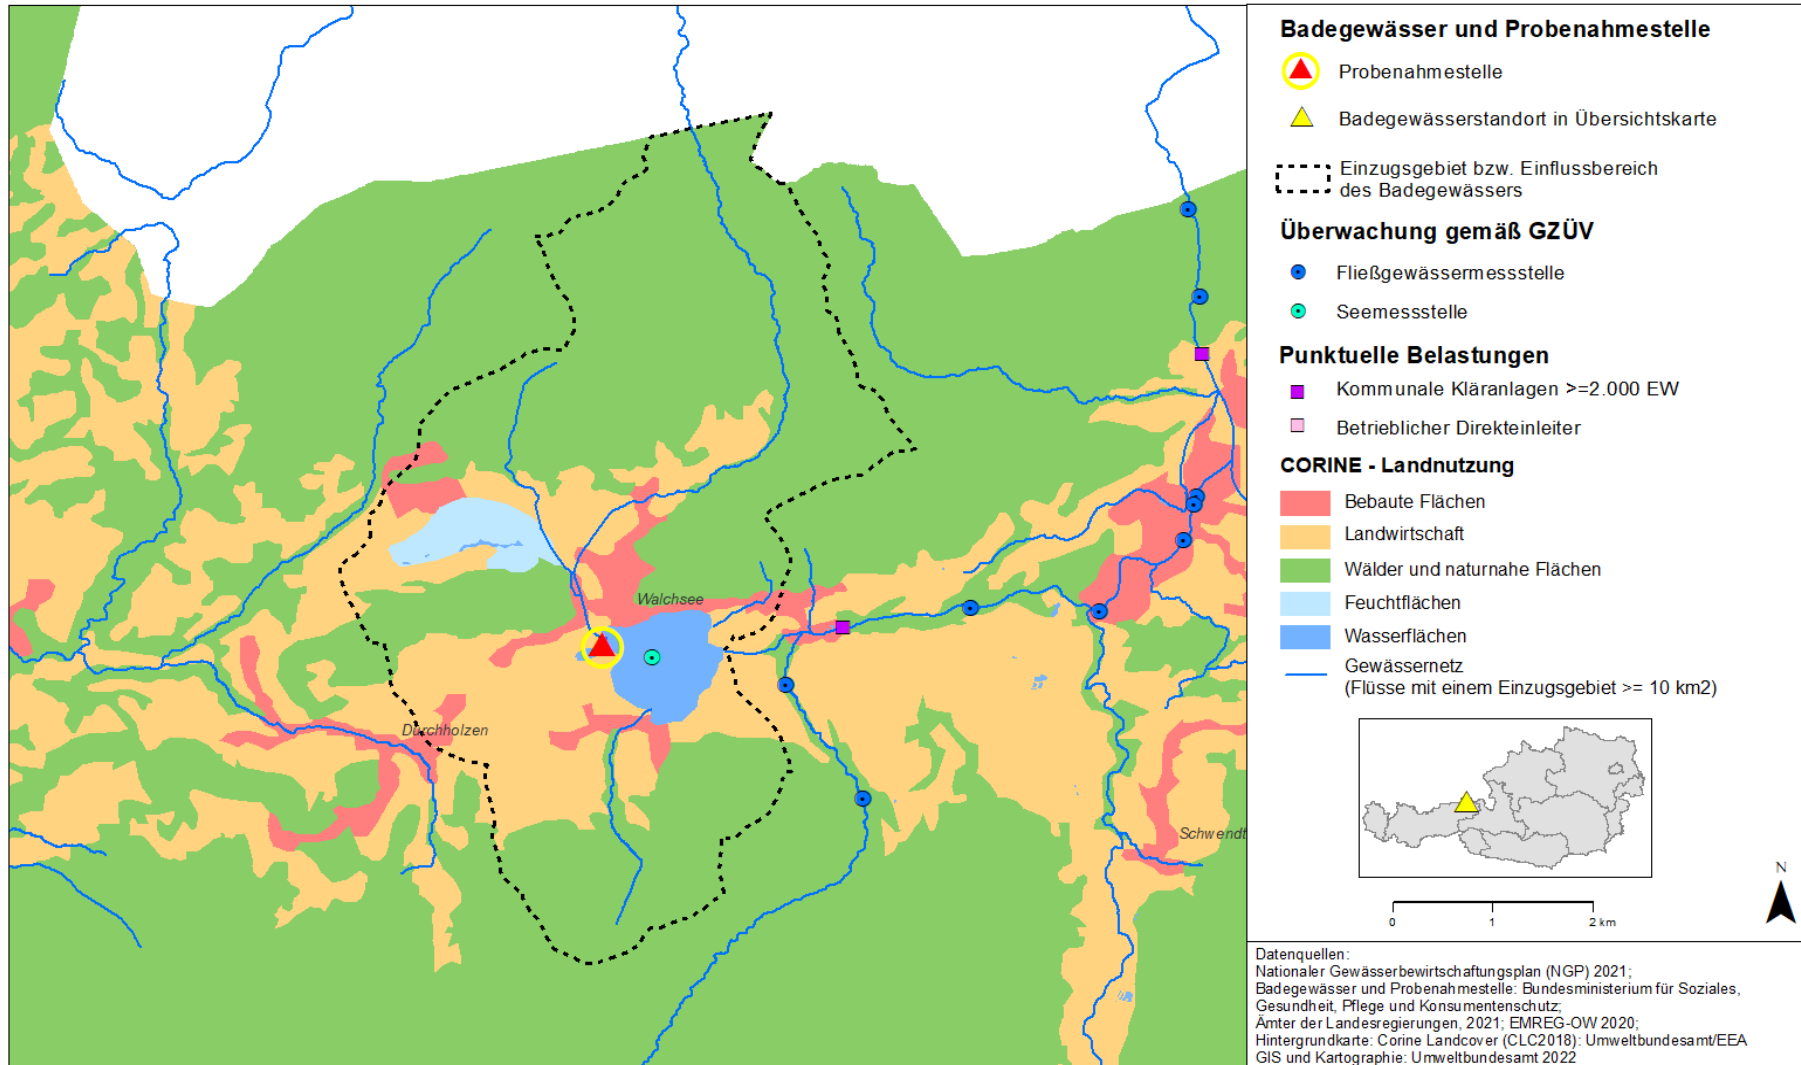 Badegewässer und Probenahmestelle
Probenahmestelle
Badegewässerstandort in Übersichtskarte
Einzugsgebiet bzw. Einflussbereich
des Badegewässers
Überwachung gemäß GZÜV
Fließgewässermessstelle
Seemessstelle
Punktuelle Belastungen
Kommunale Kläranlagen >=2.000 EW
Betrieblicher Direkteinleiter
CORINE - Landnutzung
Bebaute Flächen
Landwirtschaft
Wälder und naturnahe Flächen
Feuchtflächen
Wasserflächen
Gewässernetz
(Flüsse mit einem Einzugsgebiet >= 10 km2)
Walchsee
Durchholzen
Schwendt
N
0 1 2 km
Datenquellen:
Nationaler Gewässerbewirtschaftungsplan (NGP) 2021;
Badegewässer und Probenahmestelle: Bundesministerium für Soziales,
Gesundheit, Pflege und Konsumentenschutz;
Ämter der Landesregierungen, 2021; EMREG-OW 2020;
Hintergrundkarte: Corine Landcover (CLC2018): Umweltbundesamt/EEA
GIS und Kartographie: Umweltbundesamt 2022